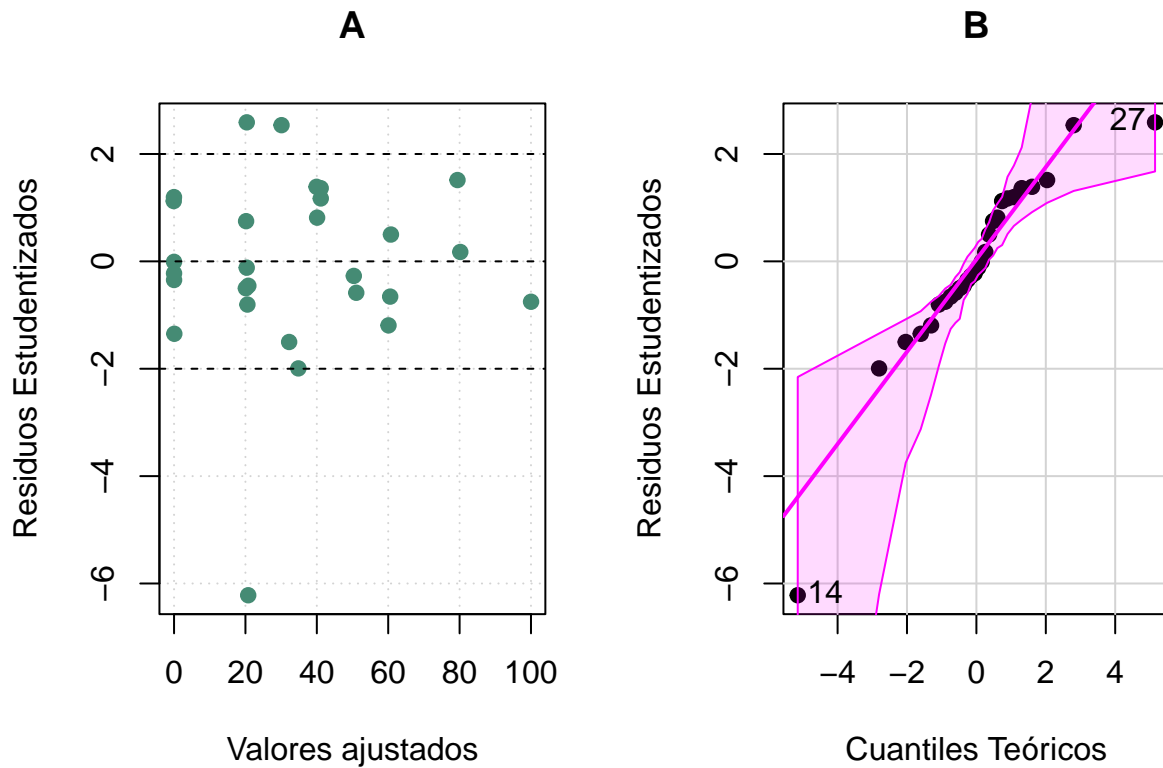 A
Residuos Estudentizados
2
0
−2
−4
−6
0 20 40 60 80 100
Valores ajustados
B
Residuos Estudentizados
2
0
−2
−4
−6
27
14
−4 −2 0 2 4
Cuantiles Teóricos